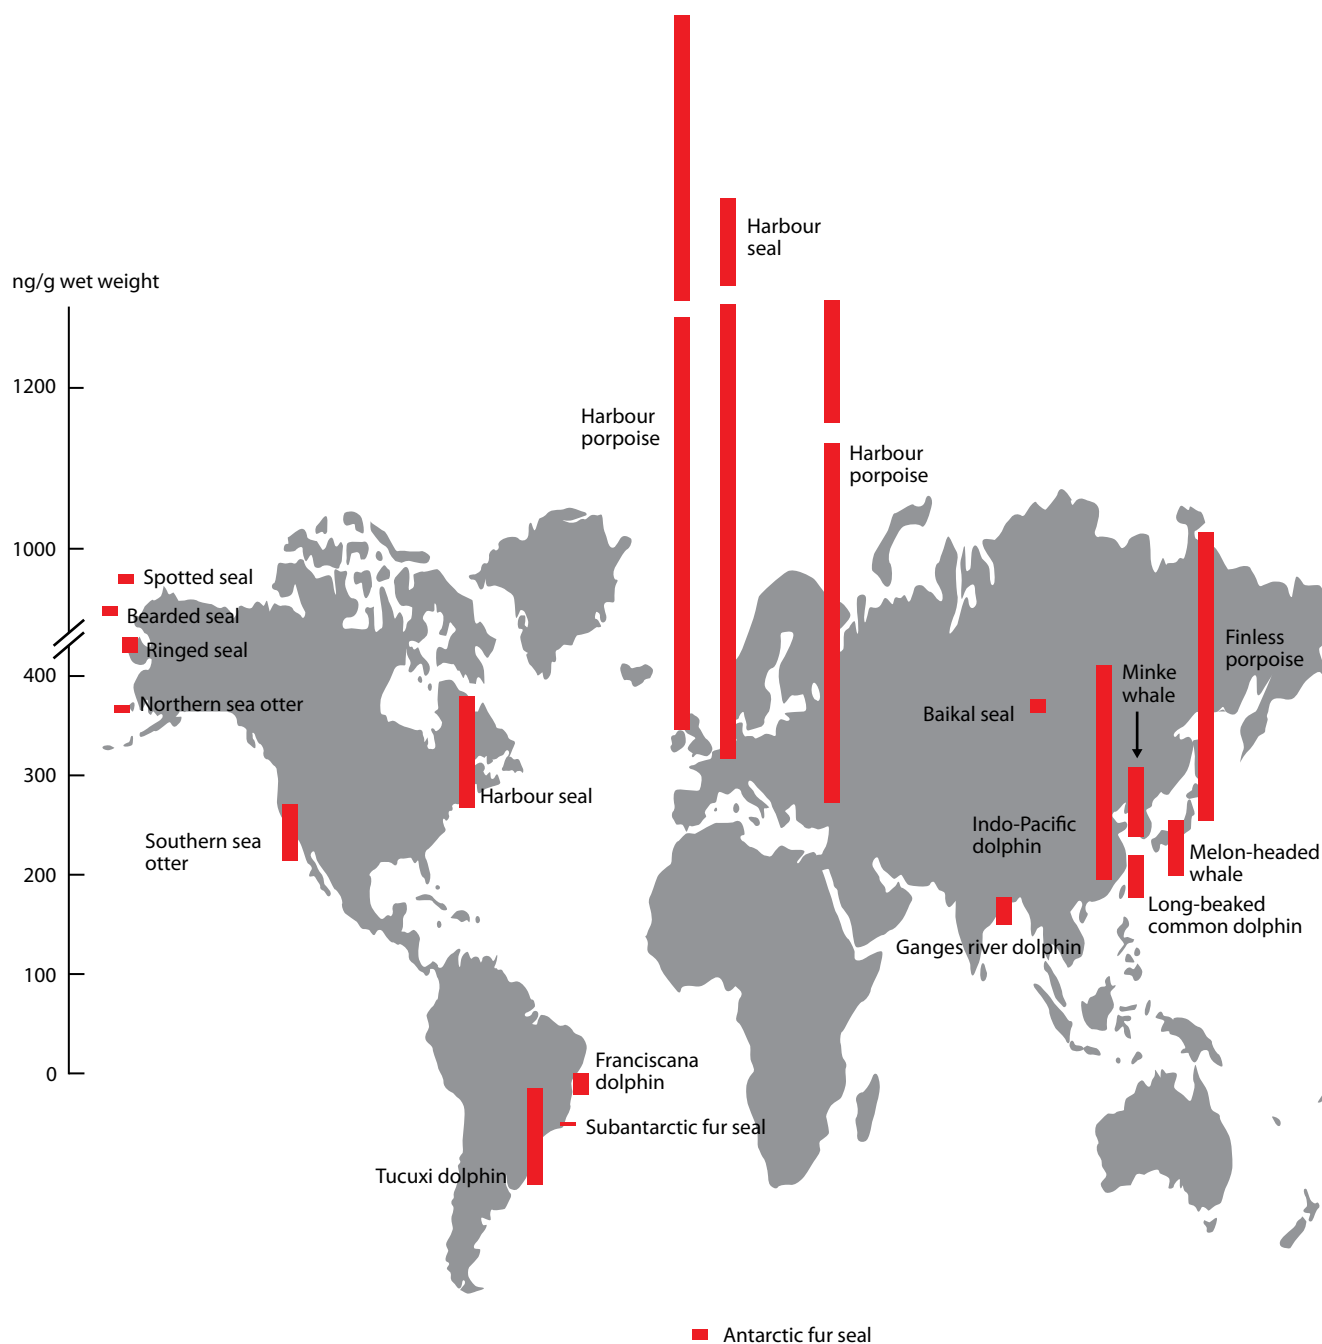 Harbour
seal
ng/g wet weight
1200
Harbour
porpoise
Harbour
porpoise
1000
Spotted seal
Bearded seal
Ringed seal
400
Northern sea otter
Finless
porpoise
Minke
whale
Baikal seal
300
Harbour seal
Southern sea
otter
Indo-Pacific
dolphin
200
Melon-headed
whale
Long-beaked
common dolphin
Ganges river dolphin
100
0
Franciscana
dolphin
Subantarctic fur seal
Tucuxi dolphin
Antarctic fur seal